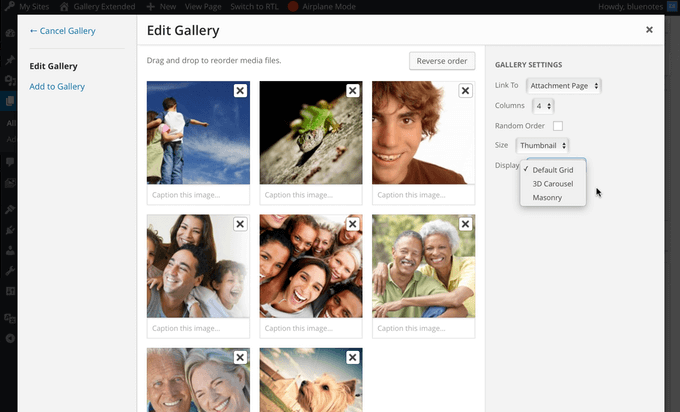 My Sites Gallery Extended New View Page Switch to RTL Airplane Mode Howdy, bluenotes
← Cancel Gallery
Edit Gallery
Add to Gallery
Edit Gallery
Drag and drop to reorder media files.
Reverse order
Caption this image...
Caption this image...
Caption this image...
Caption this image...
Caption this image...
Caption this image...
GALLERY SETTINGS
Link To Attachment Page
Columns 4
Random Order
Size Thumbnail
Display
✓ Default Grid
3D Carousel
Masonry
All